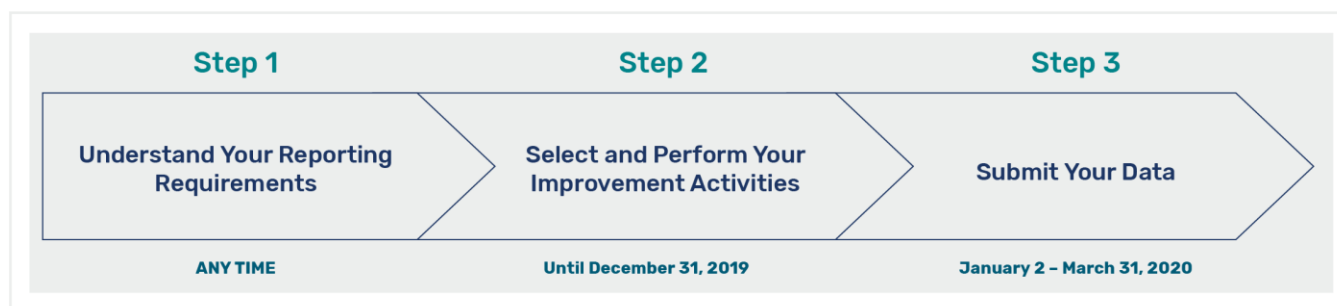 Step 1
Understand Your Reporting
Requirements
ANY TIME
Step 2
Select and Perform Your
Improvement Activities
Until December 31, 2019
Step 3
Submit Your Data
January 2 – March 31, 2020